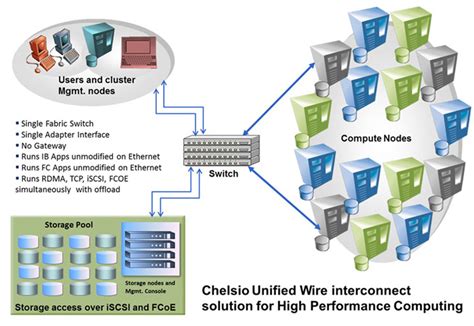 Users and cluster
Mgmt. nodes
• Single Fabric Switch
• Single Adapter Interface
• No Gateway
• Runs IB Apps unmodified on Ethernet
• Runs FC Apps unmodified on Ethernet
• Runs RDMA, TCP, iSCSI, FCOE
simultaneously with offload
Switch
Compute Nodes
Storage Pool
Storage nodes and
Mgmt. Console
Storage access over iSCSI and FCoE
Chelsio Unified Wire interconnect
solution for High Performance Computing